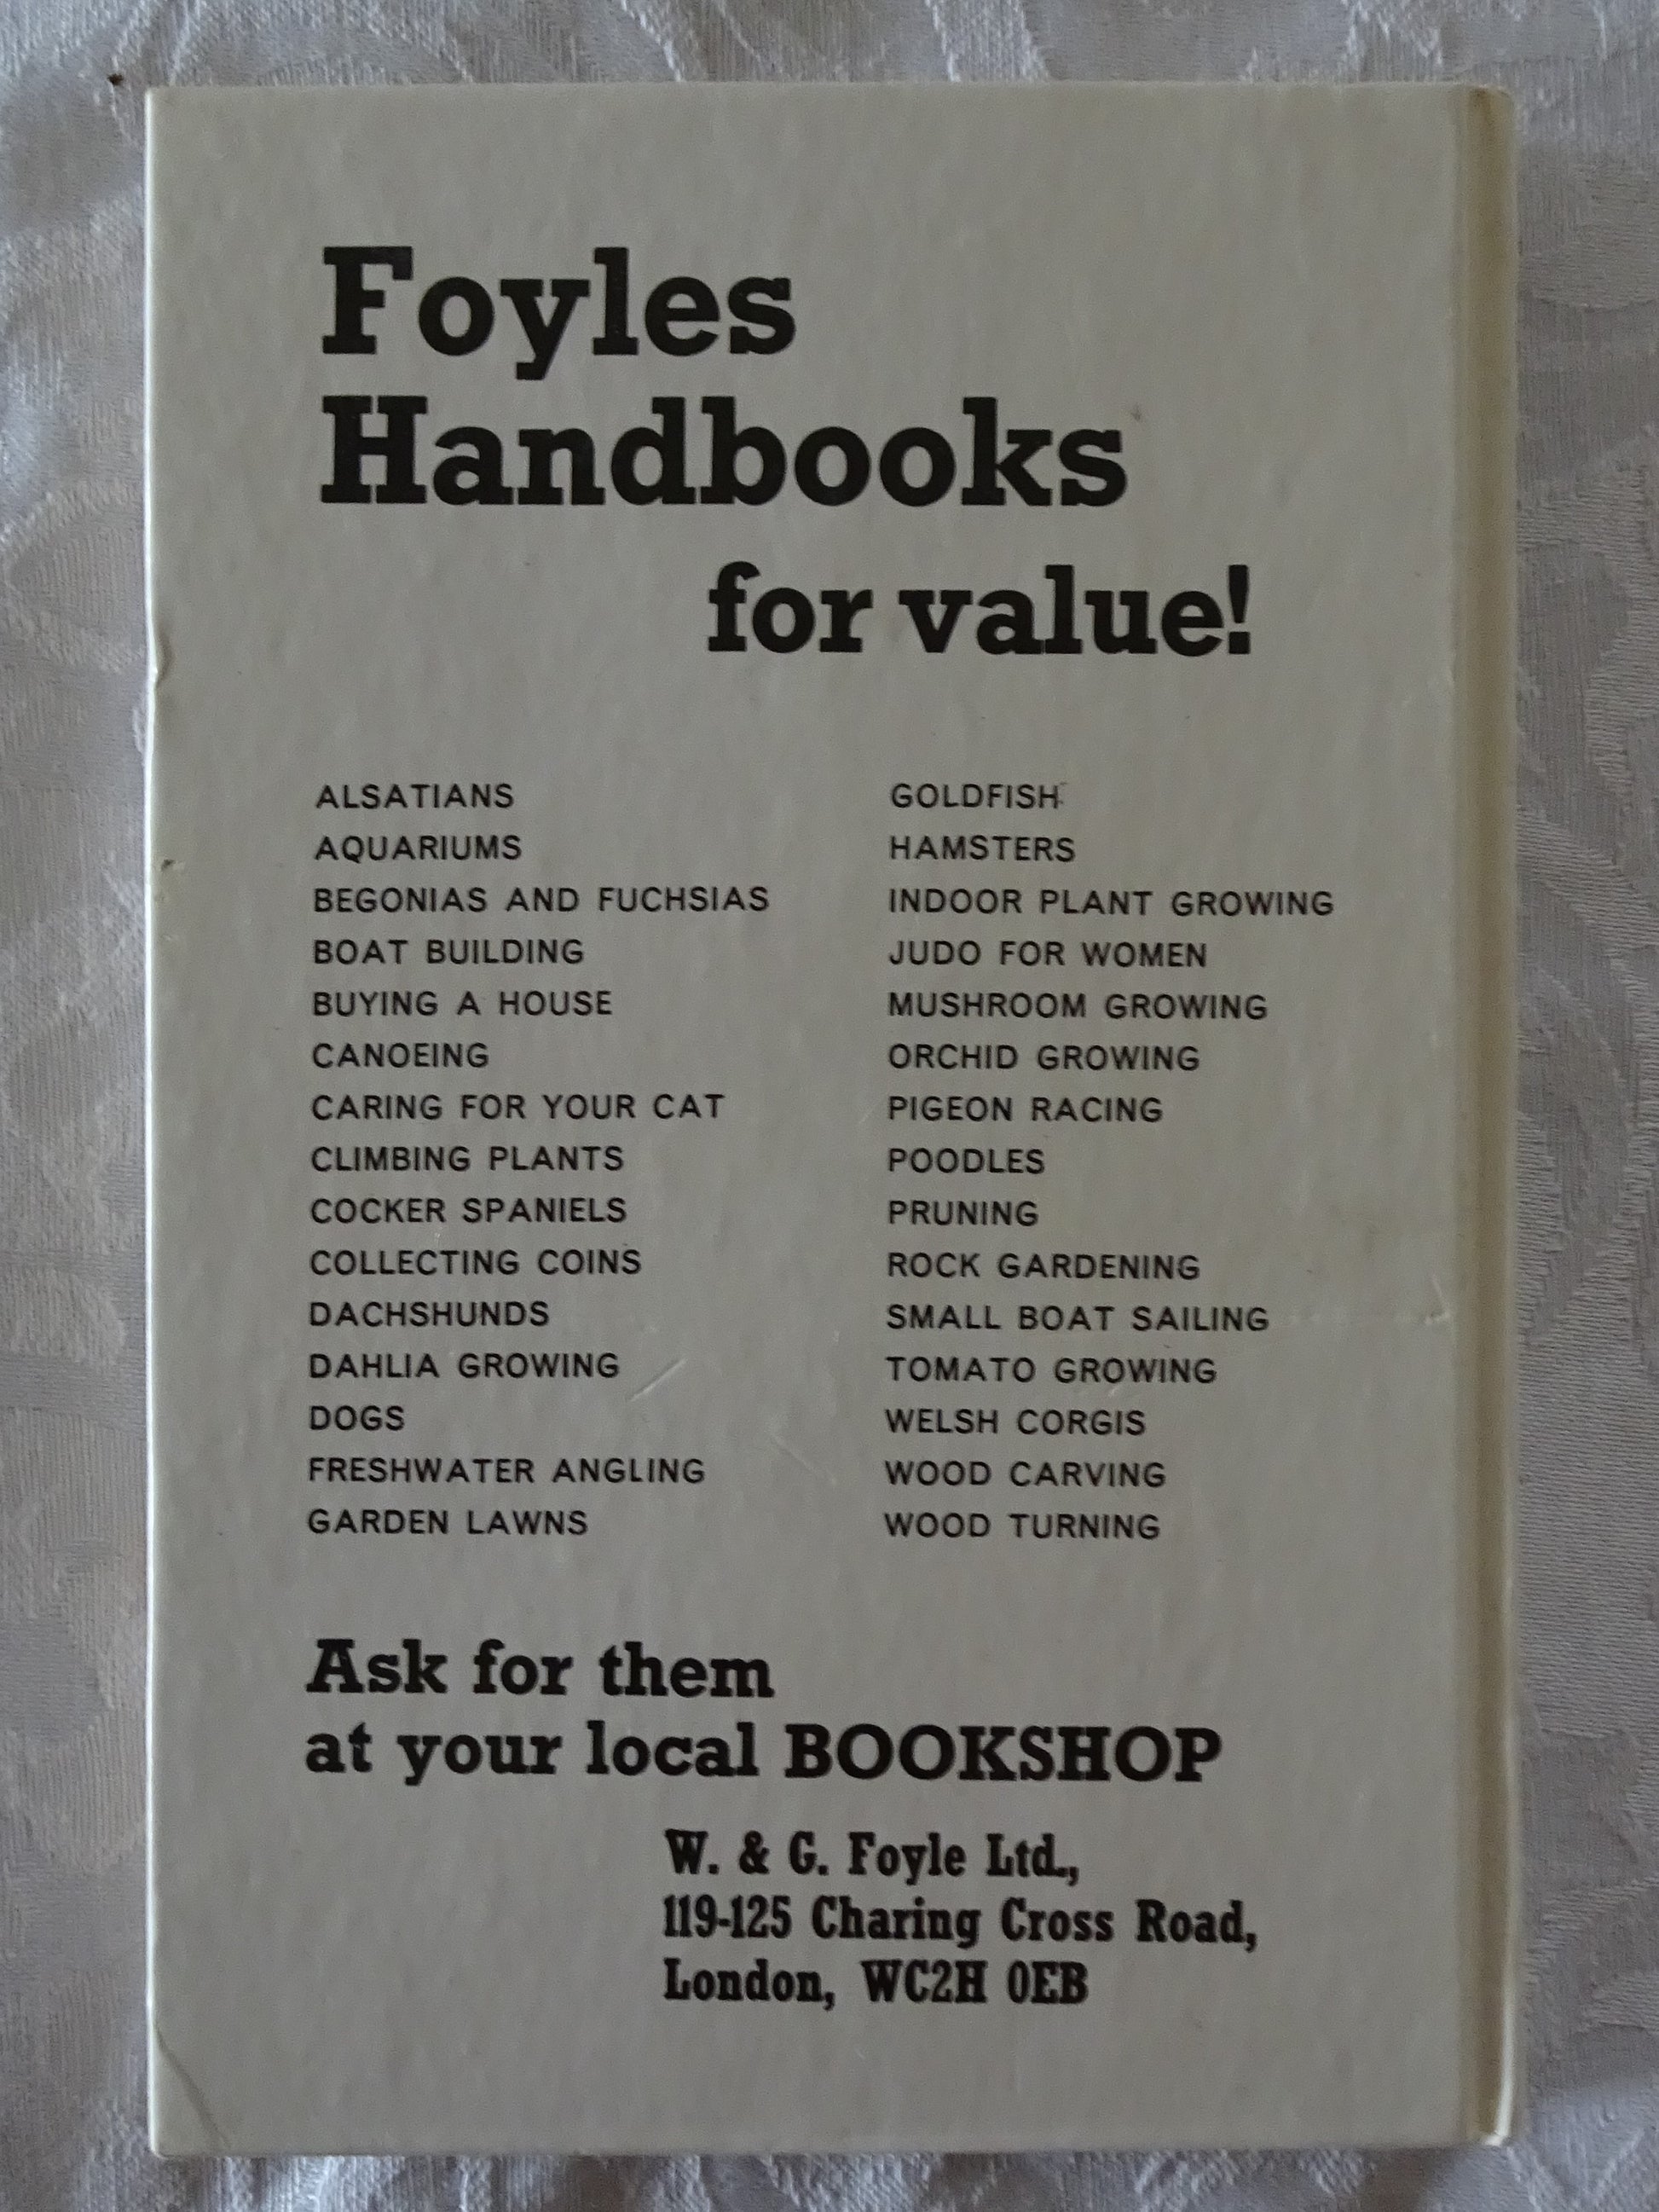 Foyles
Handbooks
for value!
ALSATIANS
AQUARIUMS
BEGONIAS AND FUCHSIAS
BOAT BUILDING
BUYING A HOUSE
CANOEING
CARING FOR YOUR CAT
CLIMBING PLANTS
COCKER SPANIELS
COLLECTING COINS
DACHSHUNDS
DAHLIA GROWING
DOGS
FRESHWATER ANGLING
GARDEN LAWNS
GOLDFISH
HAMSTERS
INDOOR PLANT GROWING
JUDO FOR WOMEN
MUSHROOM GROWING
ORCHID GROWING
PIGEON RACING
POODLES
PRUNING
ROCK GARDENING
SMALL BOAT SAILING
TOMATO GROWING
WELSH CORGIS
WOOD CARVING
WOOD TURNING
Ask for them
at your local BOOKSHOP
W. & G. Foyle Ltd.,
119-125 Charing Cross Road,
London, WC2H 0EB